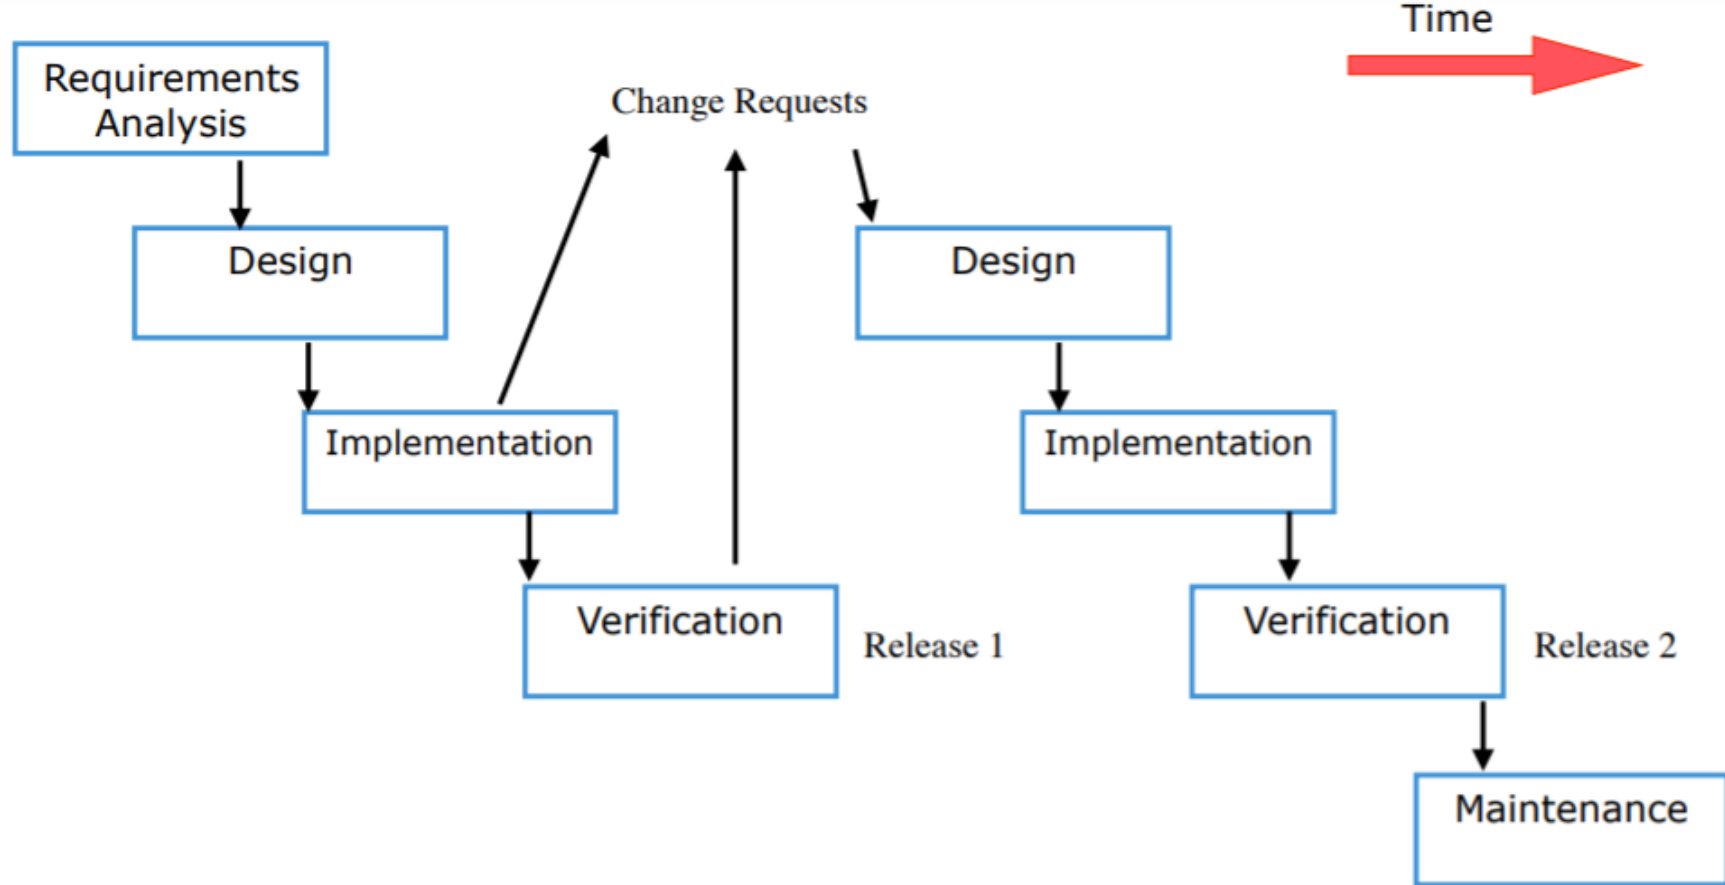 Time
Requirements
Analysis
Change Requests
Design
Design
Implementation
Implementation
Verification
Release 1
Verification
Release 2
Maintenance